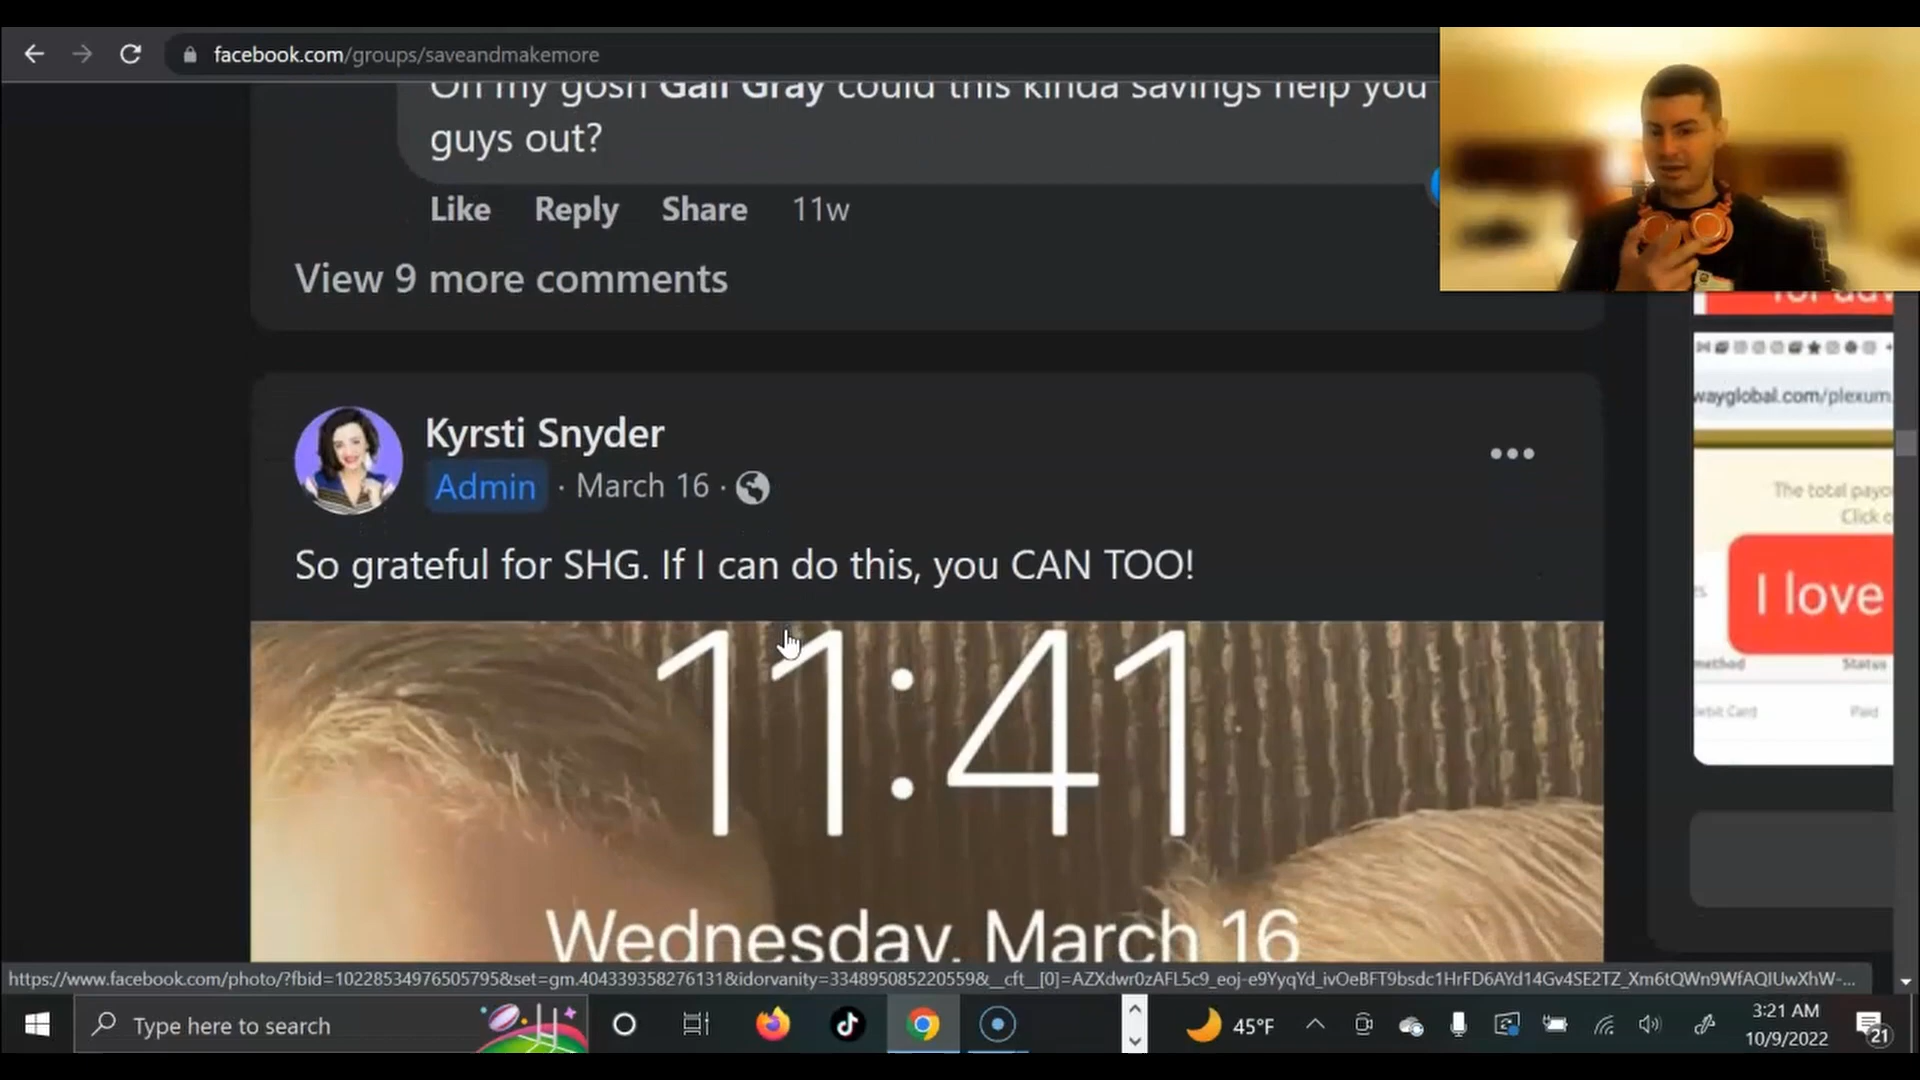 facebook.com/groups/saveandmakemore
Oh my gosh Gail Gray could this kinda savings help you
guys out?
Like Reply Share 11w
View 9 more comments
Kyrsti Snyder
Admin · March 16 ·
So grateful for SHG. If I can do this, you CAN TOO!
11:41
Wednesday, March 16
for adv
wayglobal.com/plexum
The total payo
Click o
I love
method Status
ebit Card Paid
https://www.facebook.com/photo/?fbid=10228534976505795&set=gm.404339358276131&idorvanity=334895085220559&__cft__[0]=AZXdwr0zAFL5c9_eoj-e9YyqYd_ivOeBFT9bsdc1HrFD6AYd14Gv4SE2TZ_Xm6tQWn9WfAQIUwXhW-...
Type here to search
45°F
3:21 AM
10/9/2022
21